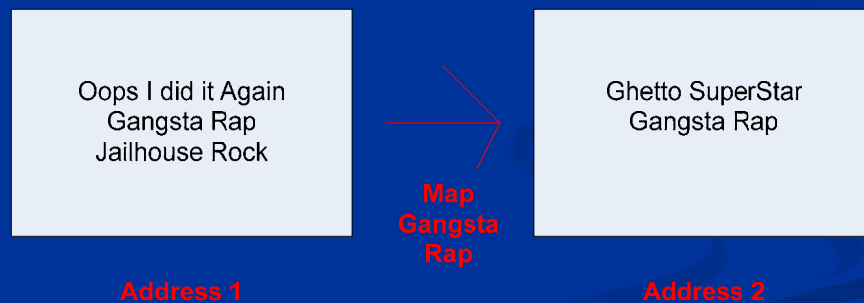 Oops I did it Again
Gangsta Rap
Jailhouse Rock
Map
Gangsta
Rap
Ghetto SuperStar
Gangsta Rap
Address 1
Address 2